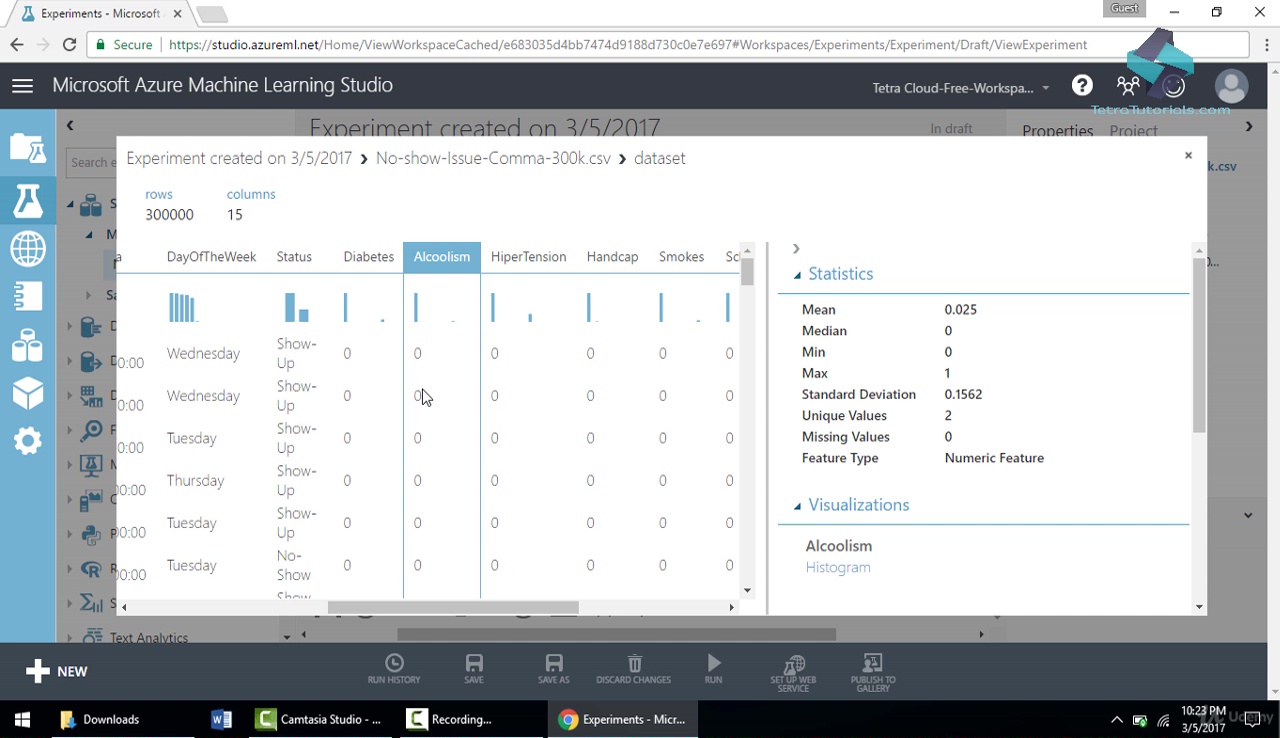 Experiments - Microsoft
Guest
Secure
https://studio.azureml.net/Home/ViewWorkspaceCached/e683035d4bb7474d9188d730c0e7e697#Workspaces/Experiments/Experiment/Draft/ViewExperiment
Microsoft Azure Machine Learning Studio
Tetra Cloud-Free-Workspa...
TetraTutorials.com
Experiment created on 3/5/2017
In draft
Properties Project
Search e
Experiment created on 3/5/2017 › No-show-Issue-Comma-300k.csv › dataset
k.csv
rows columns
300000 15
a DayOfTheWeek Status Diabetes Alcoolism HiperTension Handcap Smokes Sc
Statistics
Mean 0.025
Median 0
Min 0
Max 1
Standard Deviation 0.1562
Unique Values 2
Missing Values 0
Feature Type Numeric Feature
00:00 Wednesday Show-Up 0 0 0 0 0 0
0:00 Wednesday Show-Up 0 0 0 0 0 0
0:00 Tuesday Show-Up 0 0 0 0 0 0
00:00 Thursday Show-Up 0 0 0 0 0 0
00:00 Tuesday Show-Up 0 0 0 0 0 0
00:00 Tuesday No-Show 0 0 0 0 0 0
Visualizations
Alcoolism
Histogram
Text Analytics
NEW
RUN HISTORY
SAVE
SAVE AS
DISCARD CHANGES
RUN
SET UP WEB SERVICE
PUBLISH TO GALLERY
Downloads
Camtasia Studio - ...
Recording...
Experiments - Micr...
10:23 PM
3/5/2017
Udemy